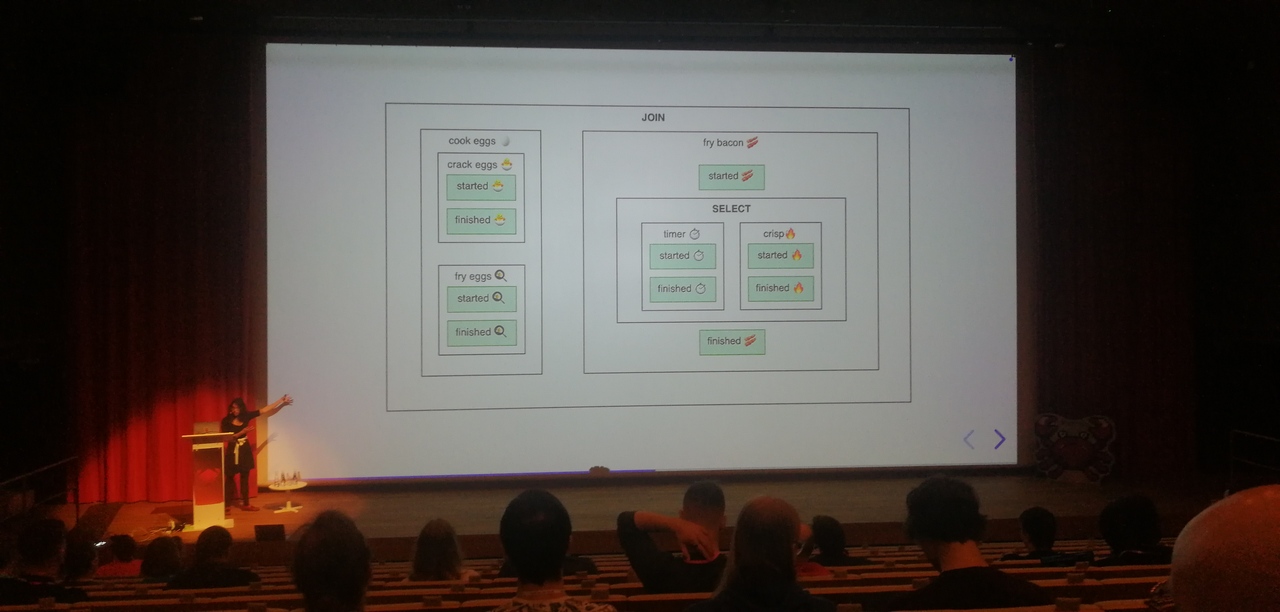 JOIN
cook eggs 🥚
crack eggs 🐣
started 🐣
finished 🐣
fry eggs 🍳
started 🍳
finished 🍳
fry bacon 🥓
started 🥓
SELECT
timer ⏱
started ⏱
finished ⏱
crisp🔥
started 🔥
finished 🔥
finished 🥓